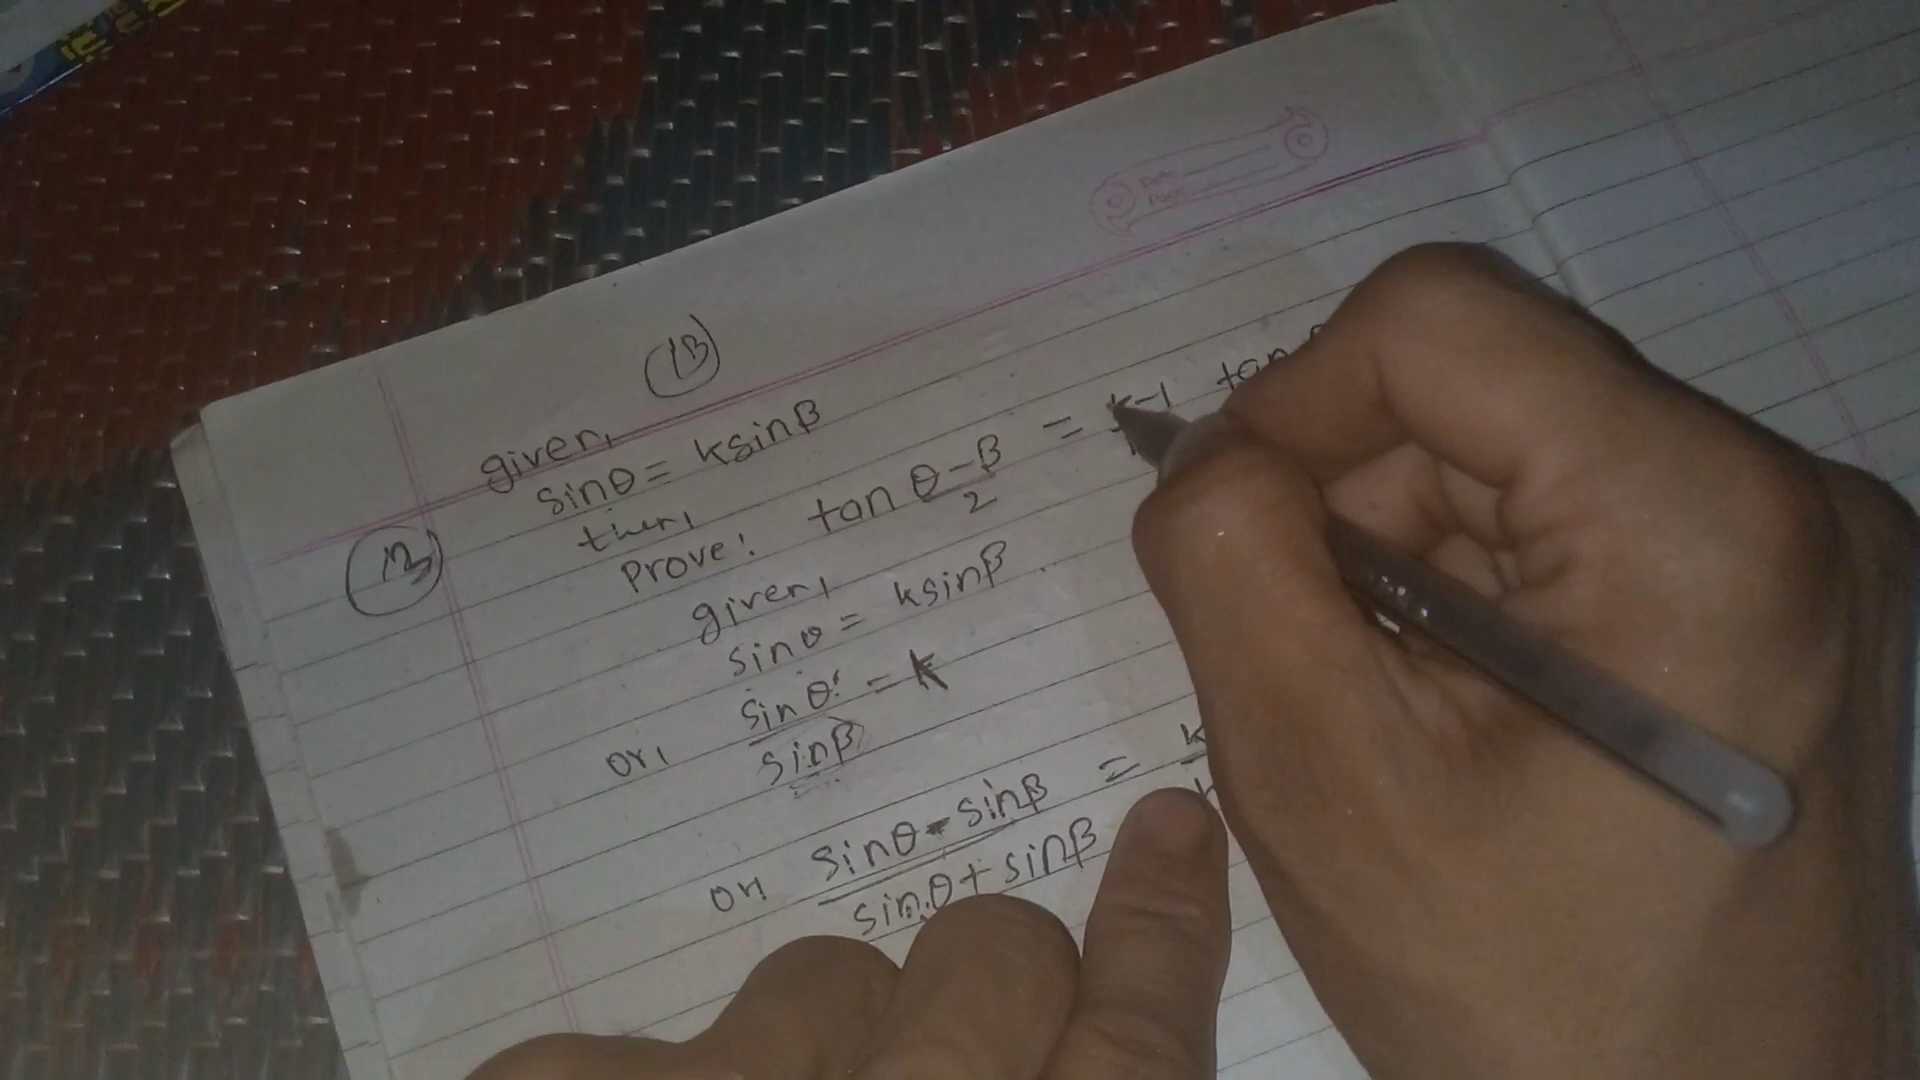 (13)
given,
sinθ = ksinβ
then,
(13)
Prove: tan θ-β/2 = k-1 tan
given,
sinθ = ksinβ
or, sinθ/sinβ = k
or, sinθ - sinβ/sinθ + sinβ = k